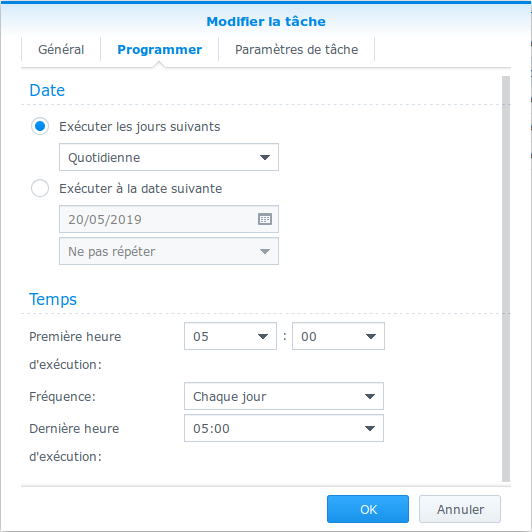 Modifier la tâche
Général Programmer Paramètres de tâche
Date
Exécuter les jours suivants
Quotidienne
Exécuter à la date suivante
20/05/2019
Ne pas répéter
Temps
Première heure d'exécution: 05 : 00
Fréquence: Chaque jour
Dernière heure d'exécution: 05:00
OK Annuler